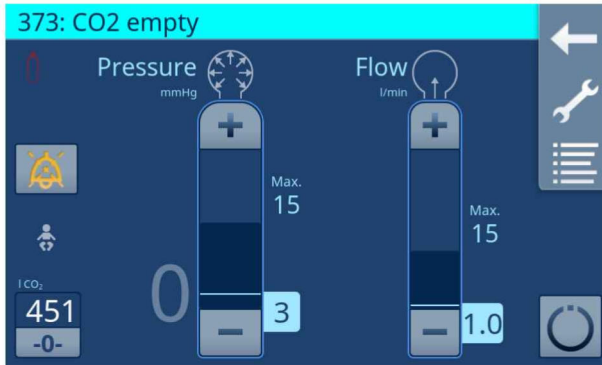 373: CO2 empty
Pressure
mmHg
Flow
l/min
+
+
Max.
15
Max.
15
l CO₂
451
-0-
0
3
1.0
−
−